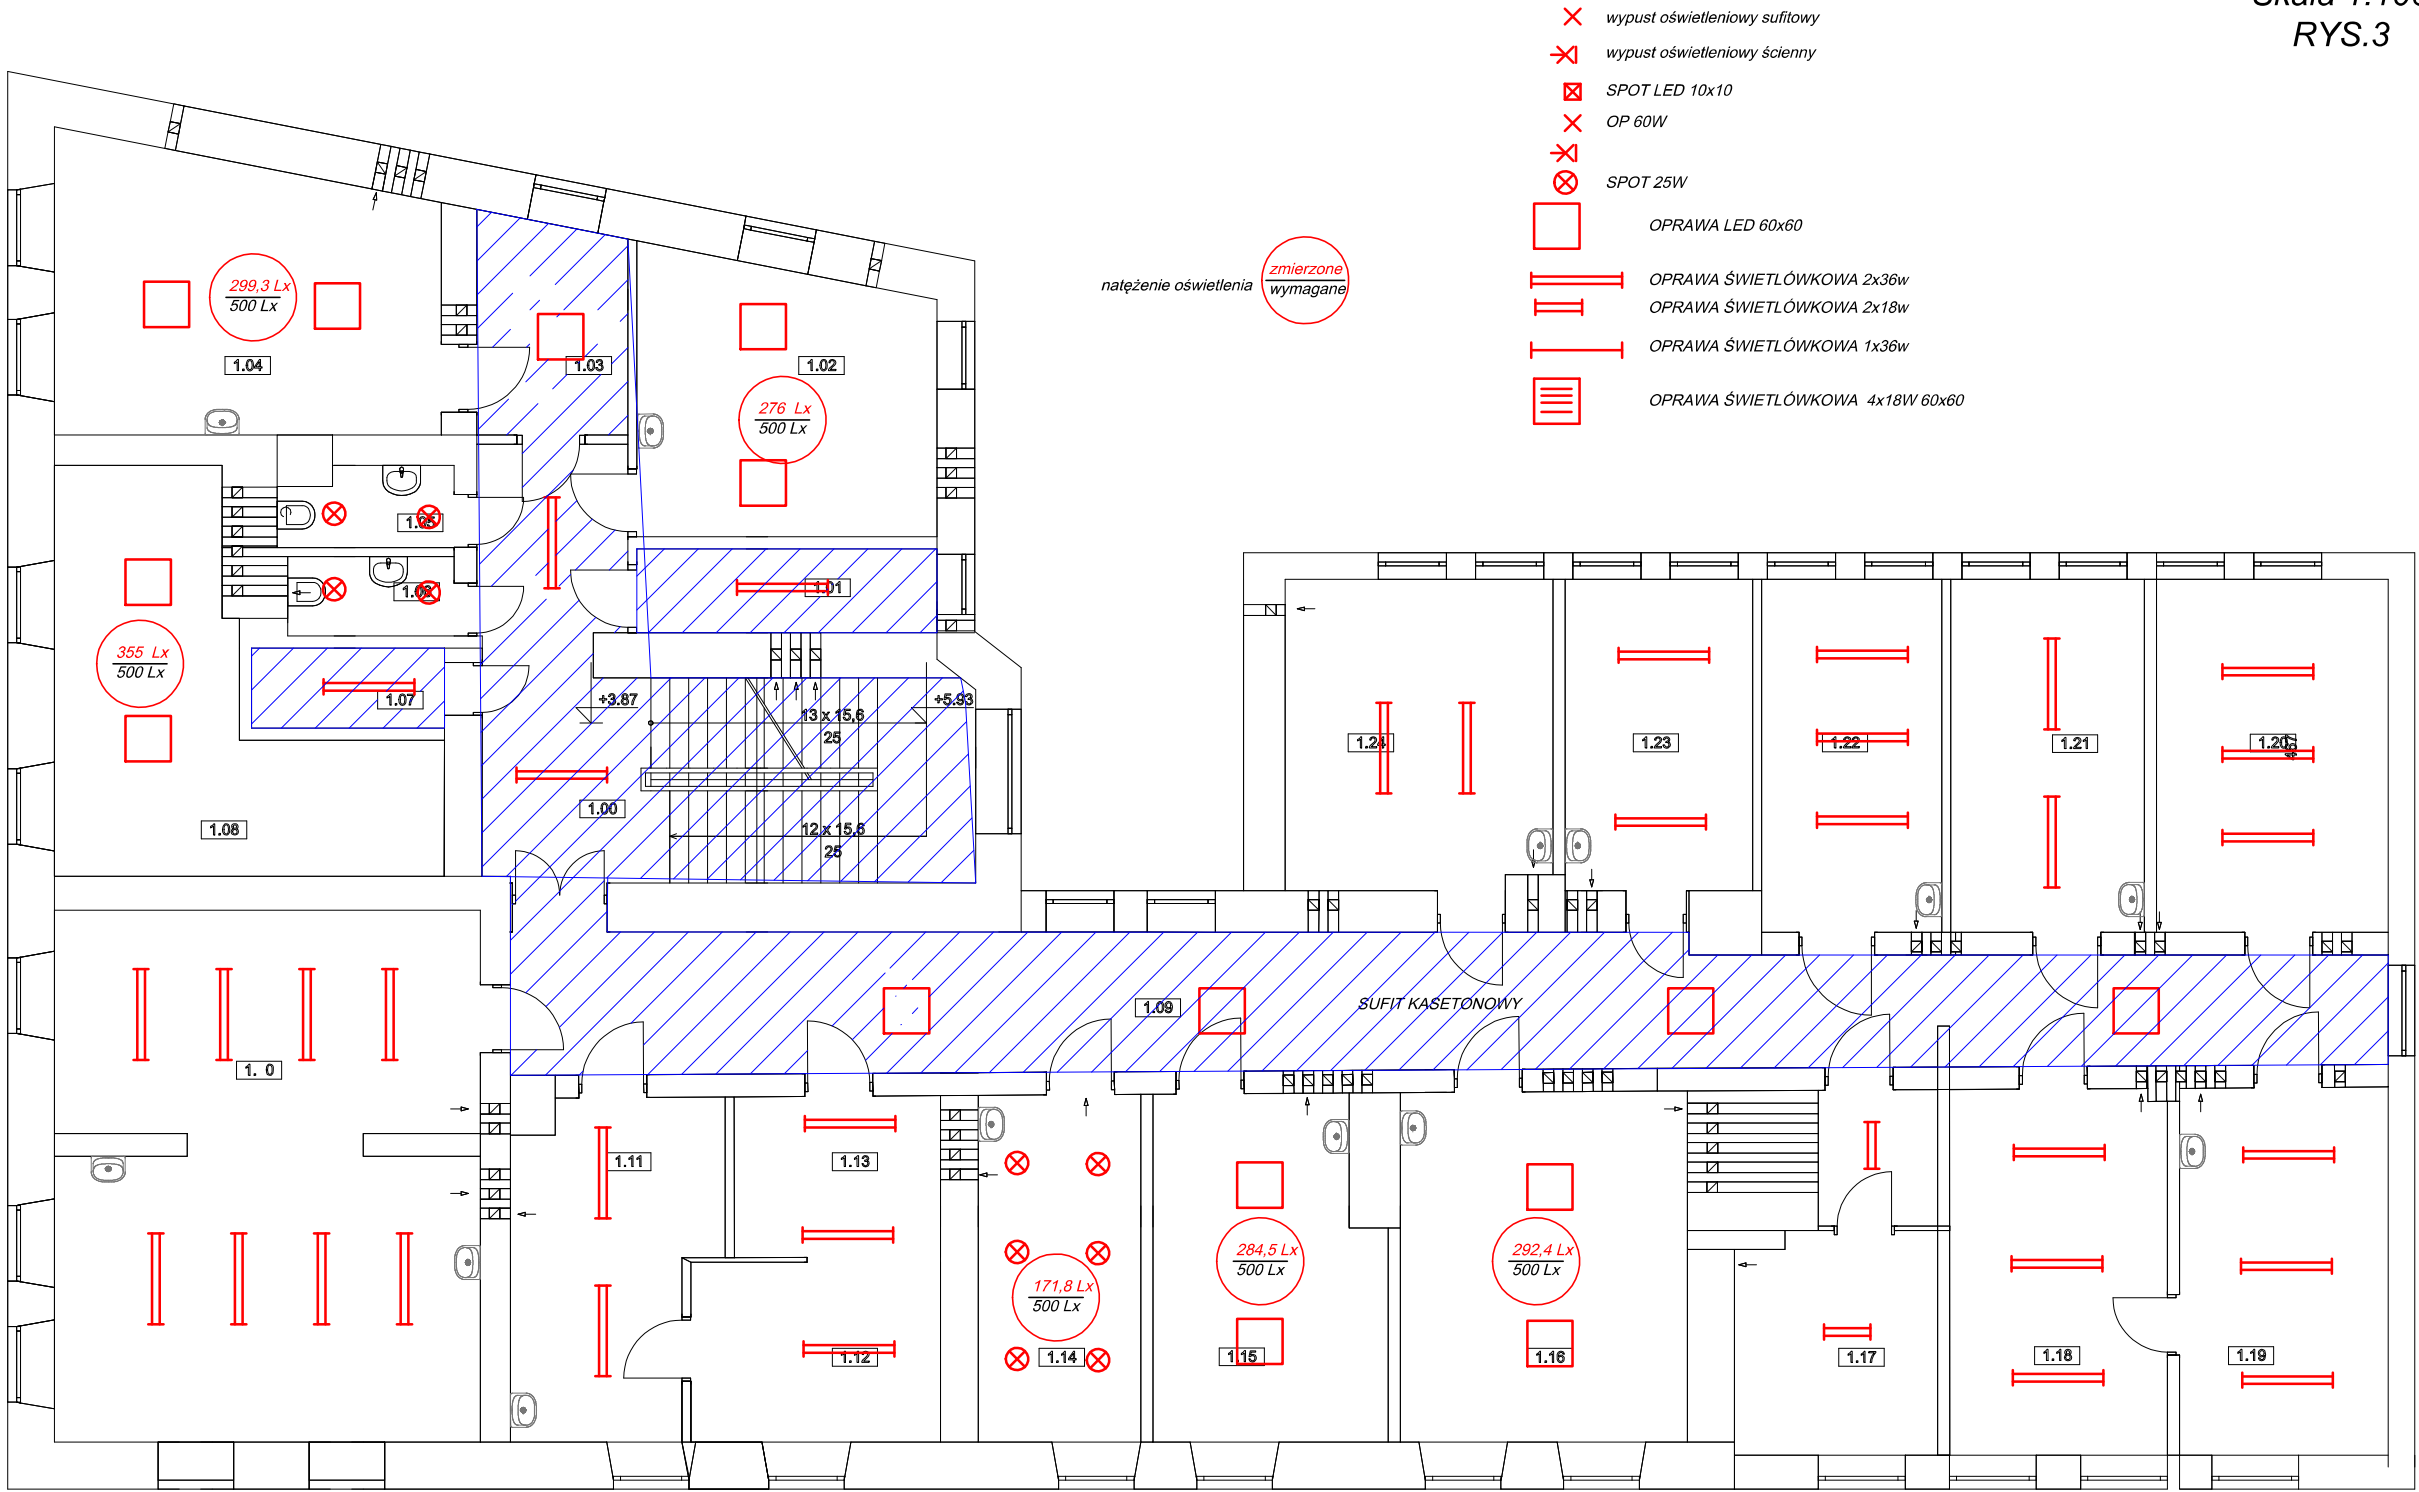 RYS.3
wypust oświetleniowy sufitowy
wypust oświetleniowy ścienny
SPOT LED 10x10
OP 60W
SPOT 25W
OPRAWA LED 60x60
OPRAWA ŚWIETLÓWKOWA 2x36w
OPRAWA ŚWIETLÓWKOWA 2x18w
OPRAWA ŚWIETLÓWKOWA 1x36w
OPRAWA ŚWIETLÓWKOWA 4x18W 60x60
natężenie oświetlenia
zmierzone
wymagane
299,3 Lx
500 Lx
1.04
1.03
1.02
276 Lx
500 Lx
1.05
1.06
1.01
355 Lx
500 Lx
1.07
+3.87
+5.93
13 x 15,6
25
1.00
12 x 15,6
25
1.08
1.24
1.23
1.22
1.21
1.20
SUFIT KASETONOWY
1.09
1. 0
1.11
1.13
284,5 Lx
500 Lx
292,4 Lx
500 Lx
171,8 Lx
500 Lx
1.12
1.14
1.15
1.16
1.17
1.18
1.19